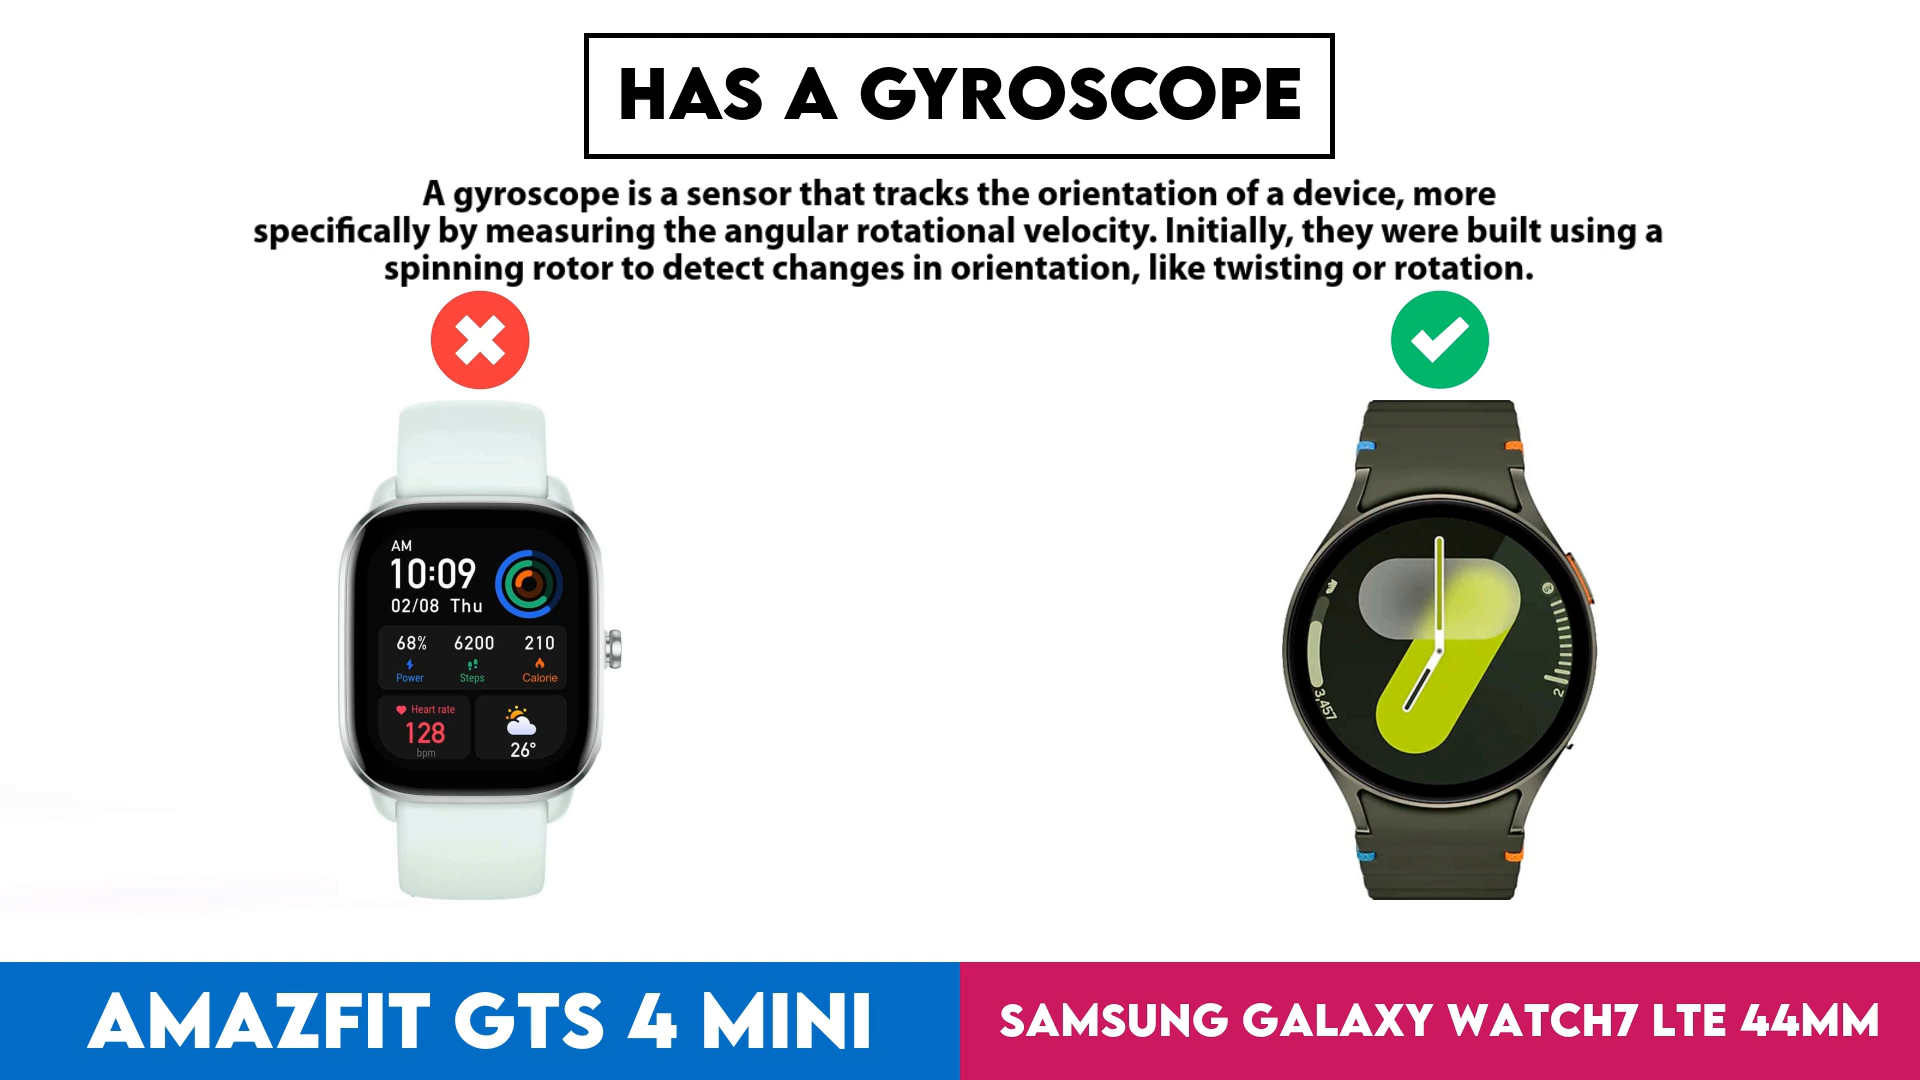 HAS A GYROSCOPE
A gyroscope is a sensor that tracks the orientation of a device, more
specifically by measuring the angular rotational velocity. Initially, they were built using a
spinning rotor to detect changes in orientation, like twisting or rotation.
AM
10:09
02/08 Thu
68% 6200 210
Power Steps Calorie
Heart rate
128
bpm
26°
3,457
2
AMAZFIT GTS 4 MINI
SAMSUNG GALAXY WATCH7 LTE 44MM